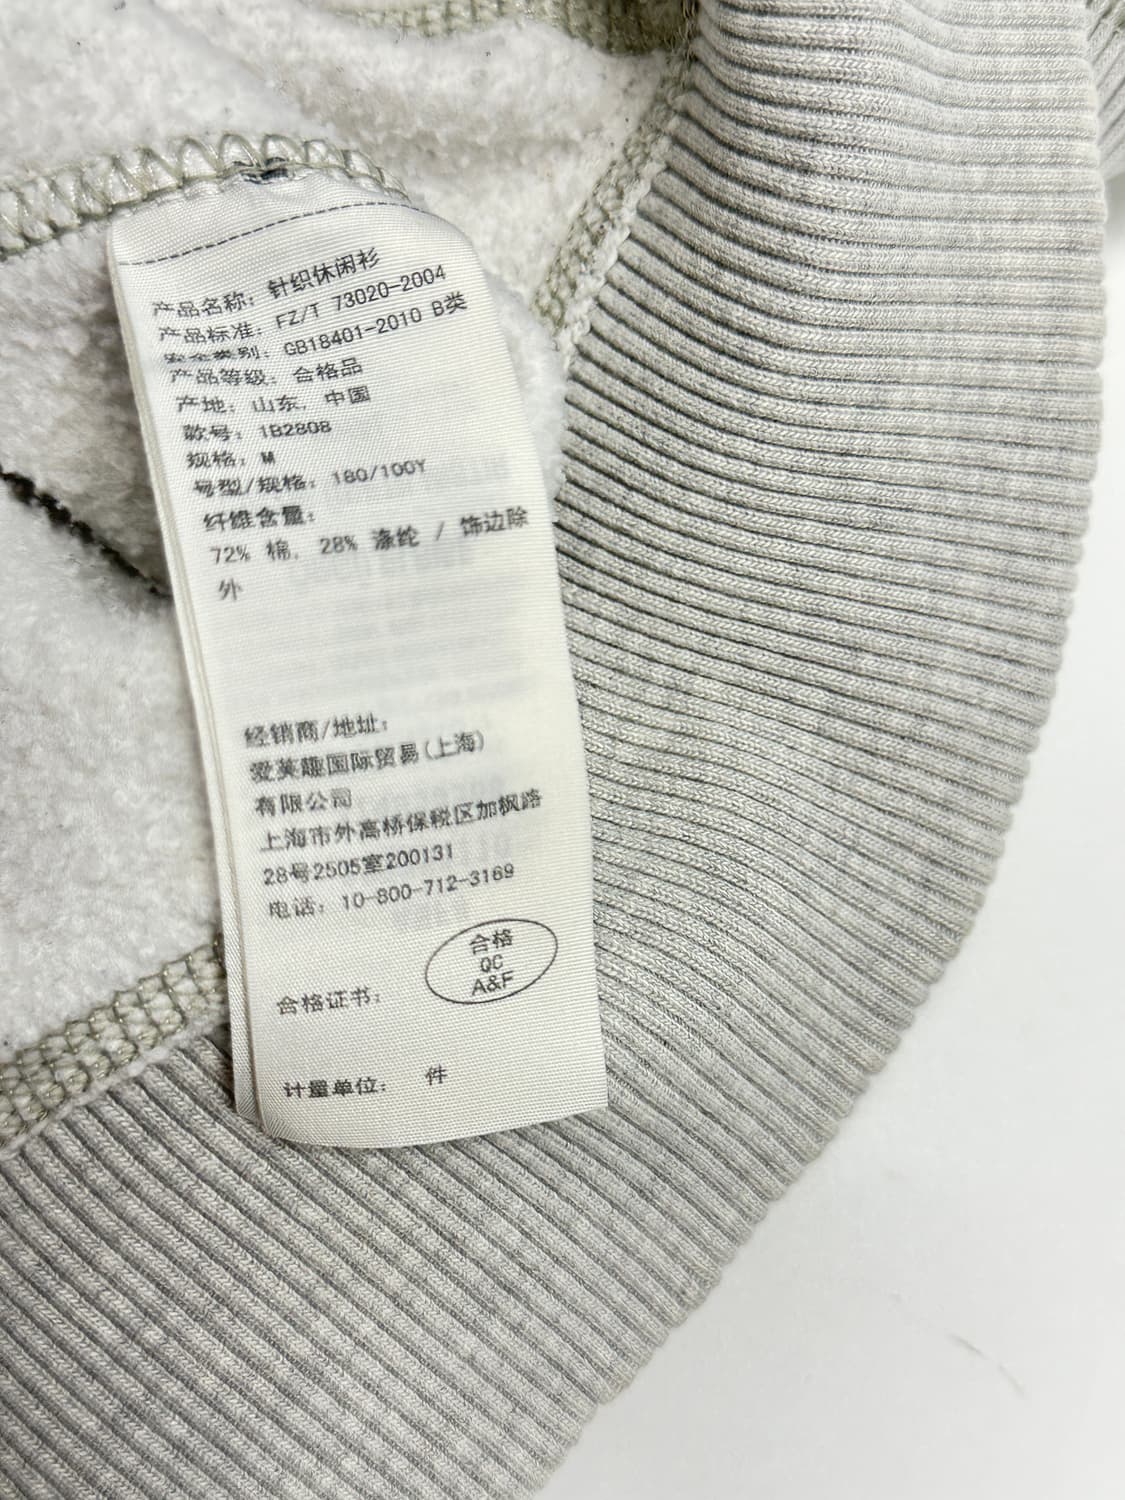 产品名称: 针织休闲衫
产品标准: FZ/T 73020-2004
安全类别: GB18401-2010 B类
产品等级: 合格品
产地: 山东, 中国
款号: 1B2808
规格: M
号型/规格: 180/100Y
纤维含量:
72% 棉, 28% 涤纶 / 饰边除
外
经销商/地址:
爱芙趣国际贸易(上海)
有限公司
上海市外高桥保税区加枫路
28号2505室200131
电话: 10-800-712-3169
合格
QC
A&F
合格证书:
计量单位: 件